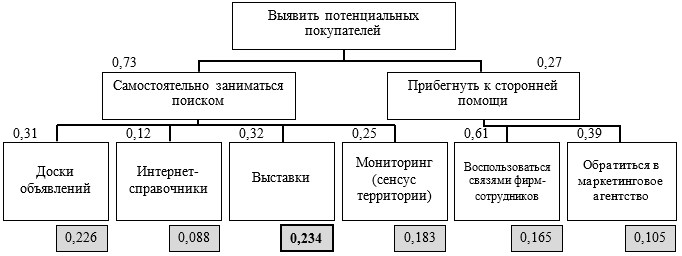 Выявить потенциальных
покупателей
0,73
0,27
Самостоятельно заниматься
поиском
Прибегнуть к сторонней
помощи
0,31
0,12
0,32
0,25
0,61
0,39
Доски
объявлений
Интернет-
справочники
Выставки
Мониторинг
(сенсус
территории)
Воспользоваться
связями фирм-
сотрудников
Обратиться в
маркетинговое
агентство
0,226
0,088
0,234
0,183
0,165
0,105